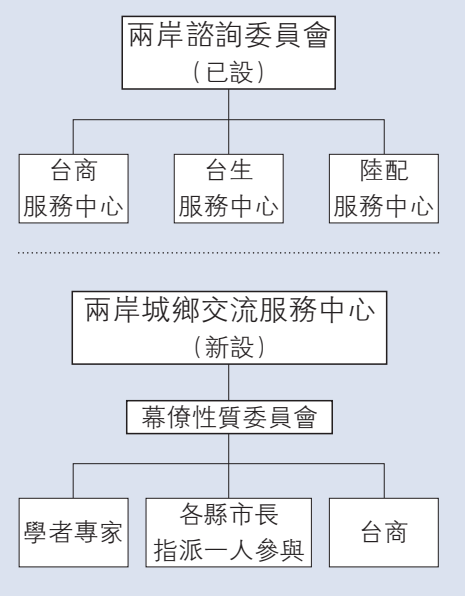 兩岸諮詢委員會
（已設）
台商
服務中心
台生
服務中心
陸配
服務中心
兩岸城鄉交流服務中心
（新設）
幕僚性質委員會
學者專家
各縣市長
指派一人參與
台商